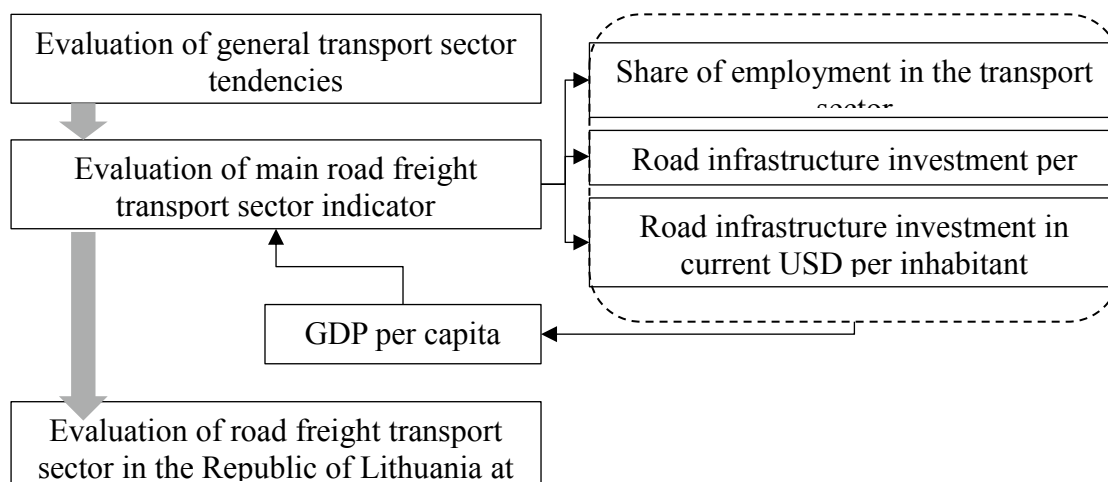 Evaluation of general transport sector
tendencies
Evaluation of main road freight
transport sector indicator
Share of employment in the transport
sector
Road infrastructure investment per
Road infrastructure investment in
current USD per inhabitant
GDP per capita
Evaluation of road freight transport
sector in the Republic of Lithuania at